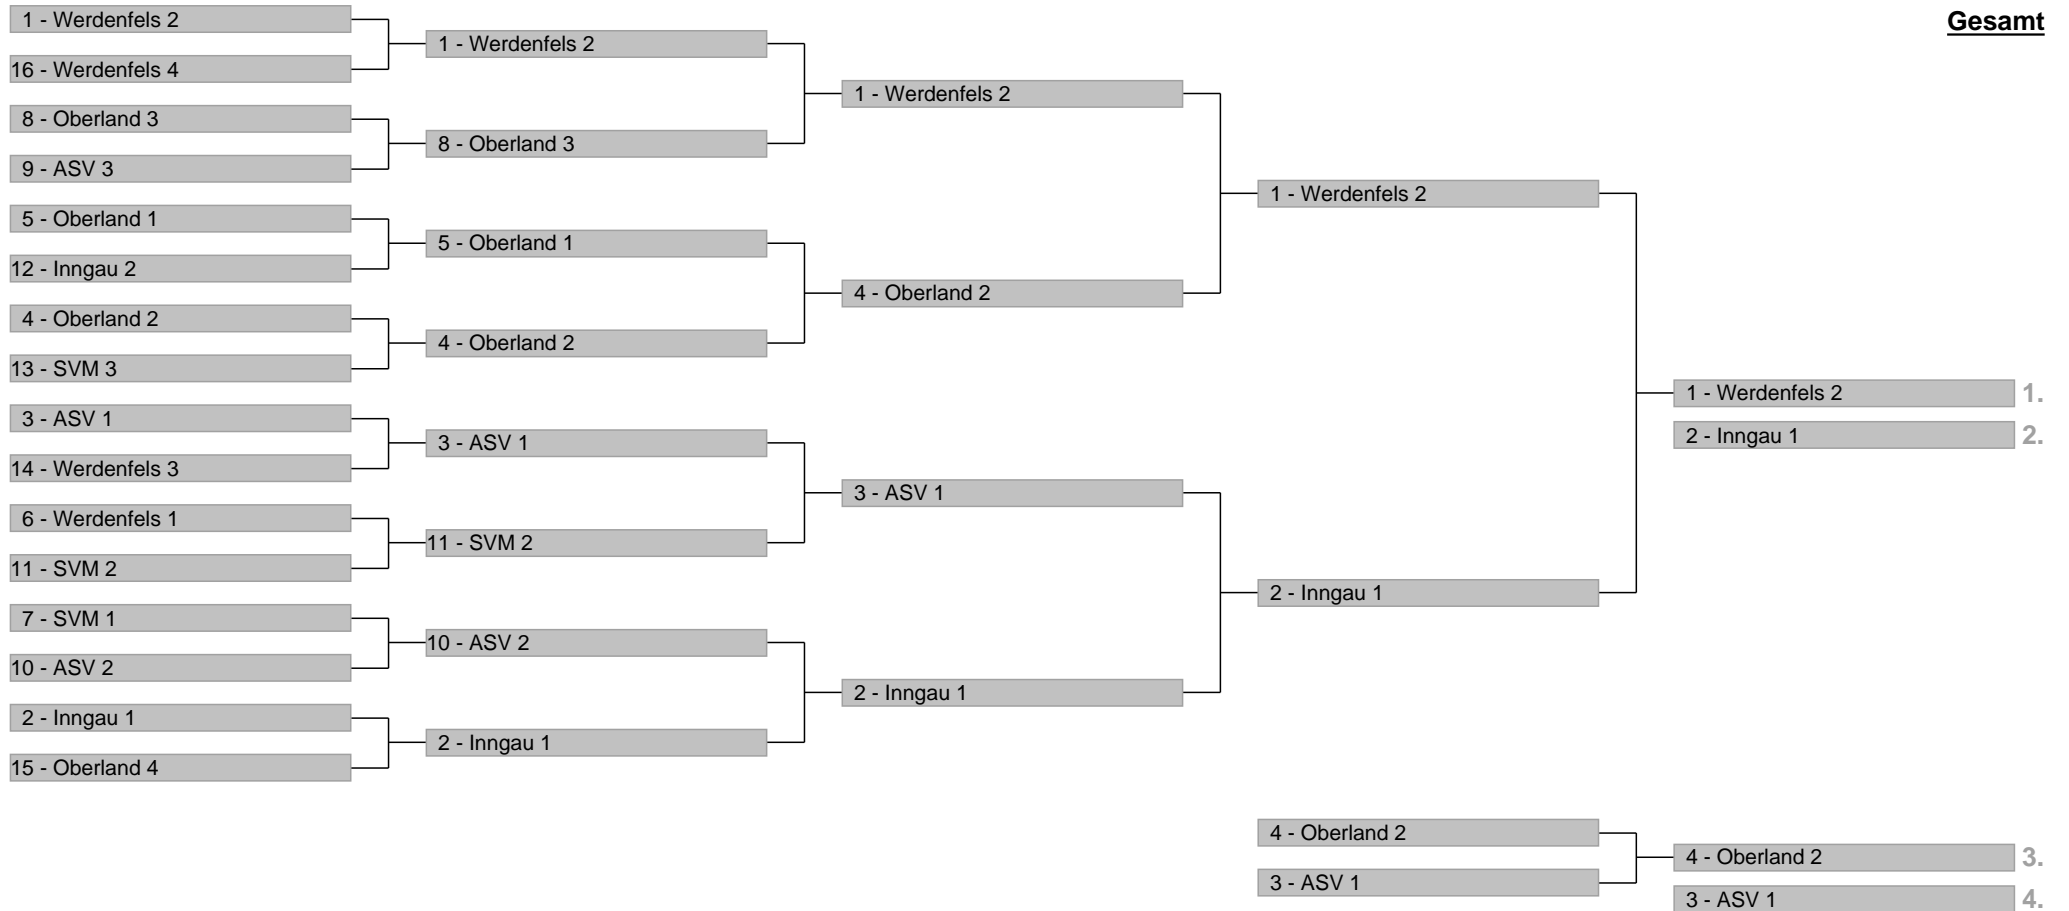 Gesamt
1 - Werdenfels 2
16 - Werdenfels 4
8 - Oberland 3
9 - ASV 3
5 - Oberland 1
12 - Inngau 2
4 - Oberland 2
13 - SVM 3
3 - ASV 1
14 - Werdenfels 3
6 - Werdenfels 1
11 - SVM 2
7 - SVM 1
10 - ASV 2
2 - Inngau 1
15 - Oberland 4
1 - Werdenfels 2
8 - Oberland 3
5 - Oberland 1
4 - Oberland 2
3 - ASV 1
11 - SVM 2
10 - ASV 2
2 - Inngau 1
1 - Werdenfels 2
4 - Oberland 2
3 - ASV 1
2 - Inngau 1
1 - Werdenfels 2
2 - Inngau 1
1 - Werdenfels 2 1.
2 - Inngau 1 2.
4 - Oberland 2
3 - ASV 1
4 - Oberland 2 3.
3 - ASV 1 4.